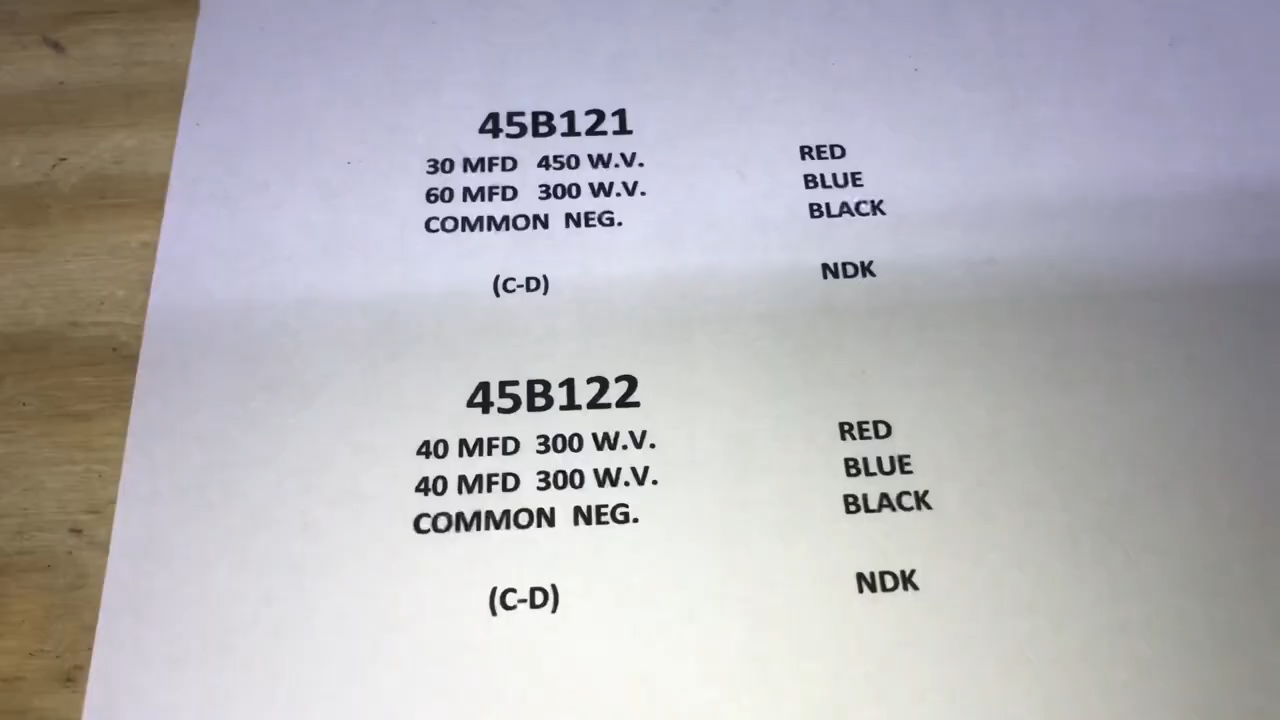 45B121
30 MFD 450 W.V. RED
60 MFD 300 W.V. BLUE
COMMON NEG. BLACK
(C-D) NDK
45B122
40 MFD 300 W.V. RED
40 MFD 300 W.V. BLUE
COMMON NEG. BLACK
(C-D) NDK